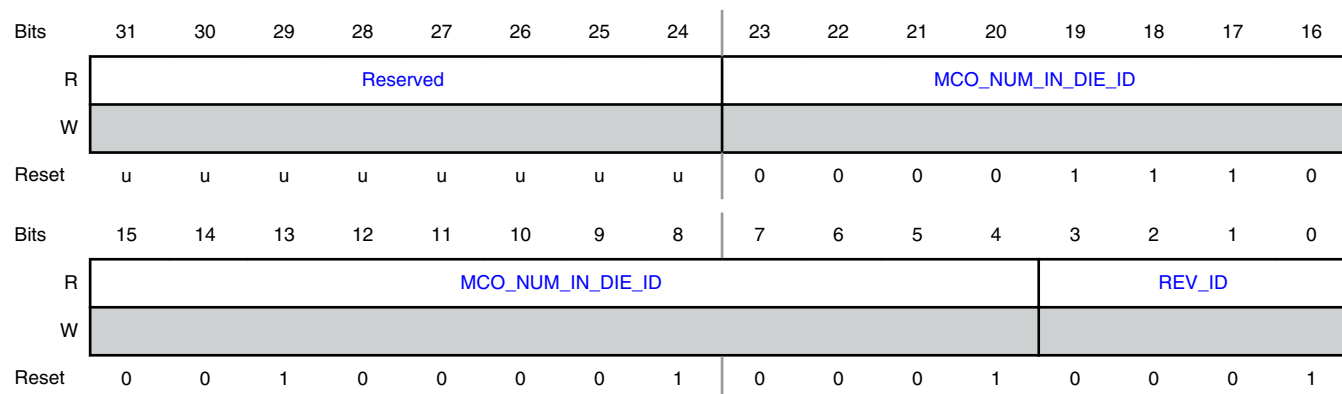 Bits 31 30 29 28 27 26 25 24 23 22 21 20 19 18 17 16
R Reserved MCO_NUM_IN_DIE_ID
W
Reset u u u u u u u u 0 0 0 0 1 1 1 0
Bits 15 14 13 12 11 10 9 8 7 6 5 4 3 2 1 0
R MCO_NUM_IN_DIE_ID REV_ID
W
Reset 0 0 1 0 0 0 0 1 0 0 0 1 0 0 0 1